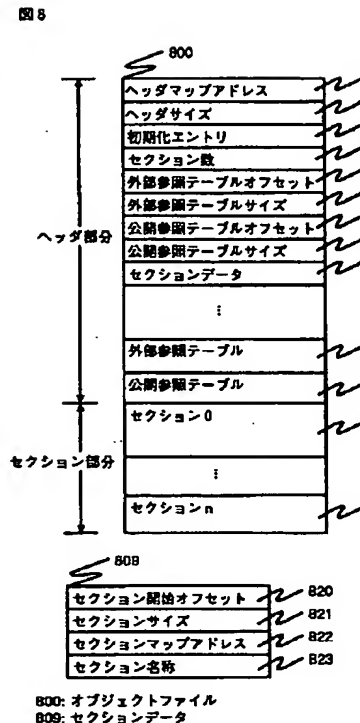 図8
800
ヘッダマップアドレス
ヘッダサイズ
初期化エントリ
セクション数
外部参照テーブルオフセット
外部参照テーブルサイズ
公開参照テーブルオフセット
公開参照テーブルサイズ
セクションデータ
⋮
ヘッダ部分
外部参照テーブル
公開参照テーブル
セクション0
セクション部分
⋮
セクションn
809
セクション開始オフセット 820
セクションサイズ 821
セクションマップアドレス 822
セクション名称 823
800: オブジェクトファイル
809: セクションデータ